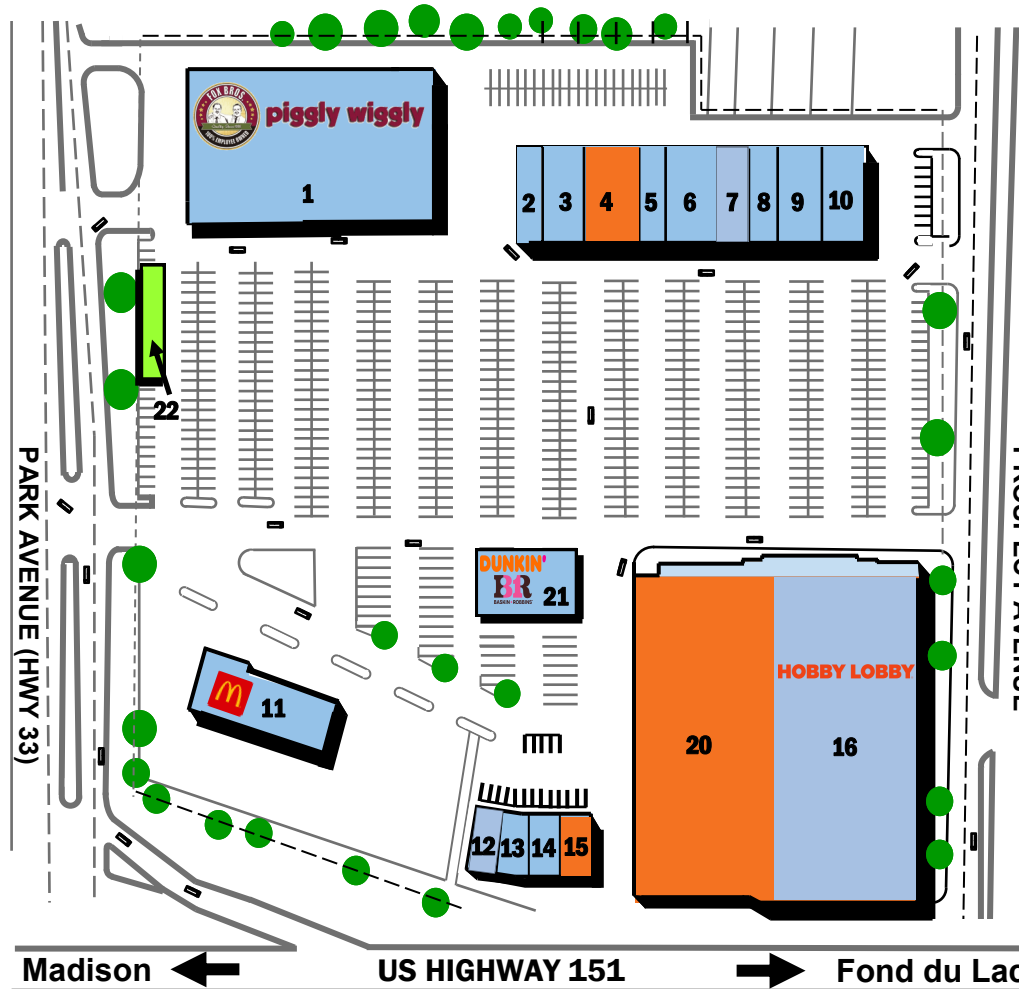 FOX BROS
piggly wiggly
100% EMPLOYEE OWNED
1
2 3 4 5 6 7 8 9 10
22
PARK AVENUE (HWY 33)
DUNKIN'
BR
BASKIN-ROBBINS
21
11
HOBBY LOBBY
20
16
12 13 14 15
Madison
US HIGHWAY 151
Fond du Lac